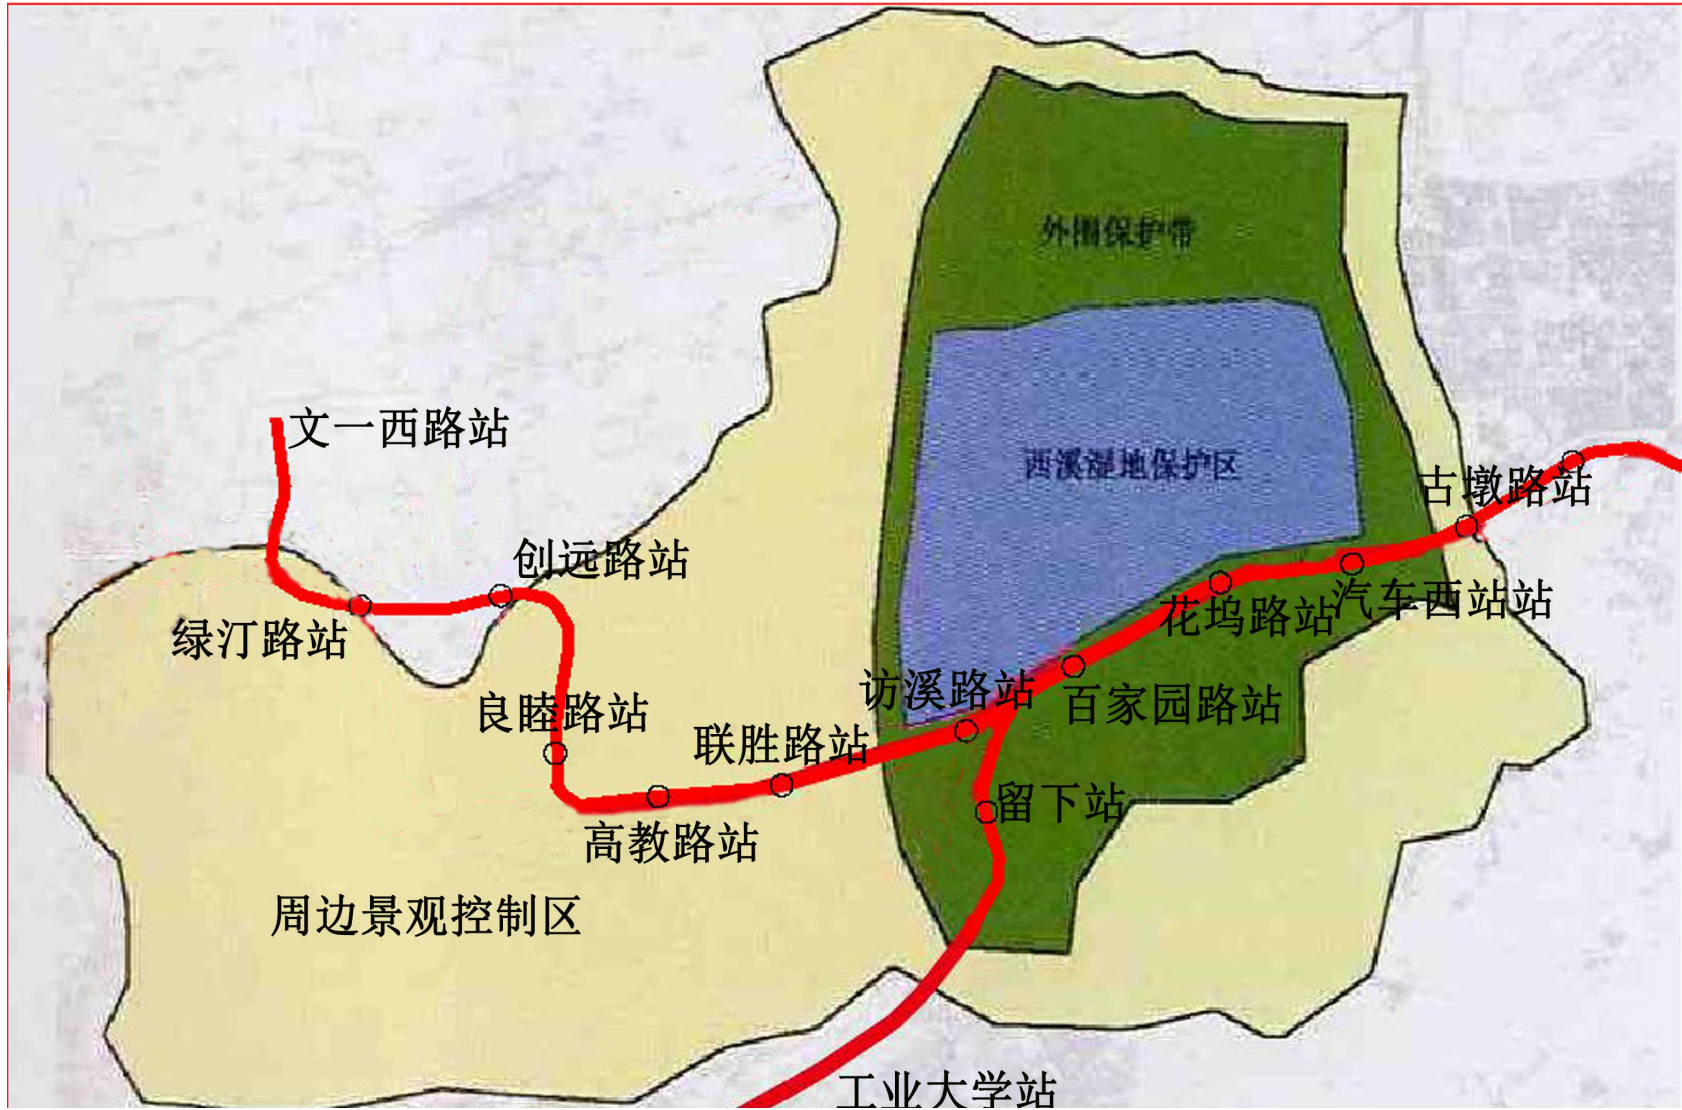 外围保护带
文一西路站
西溪湿地保护区
古墩路站
创远路站
绿汀路站
花坞路站
汽车西站站
良睦路站
访溪路站
百家园路站
联胜路站
留下站
高教路站
周边景观控制区
工业大学站